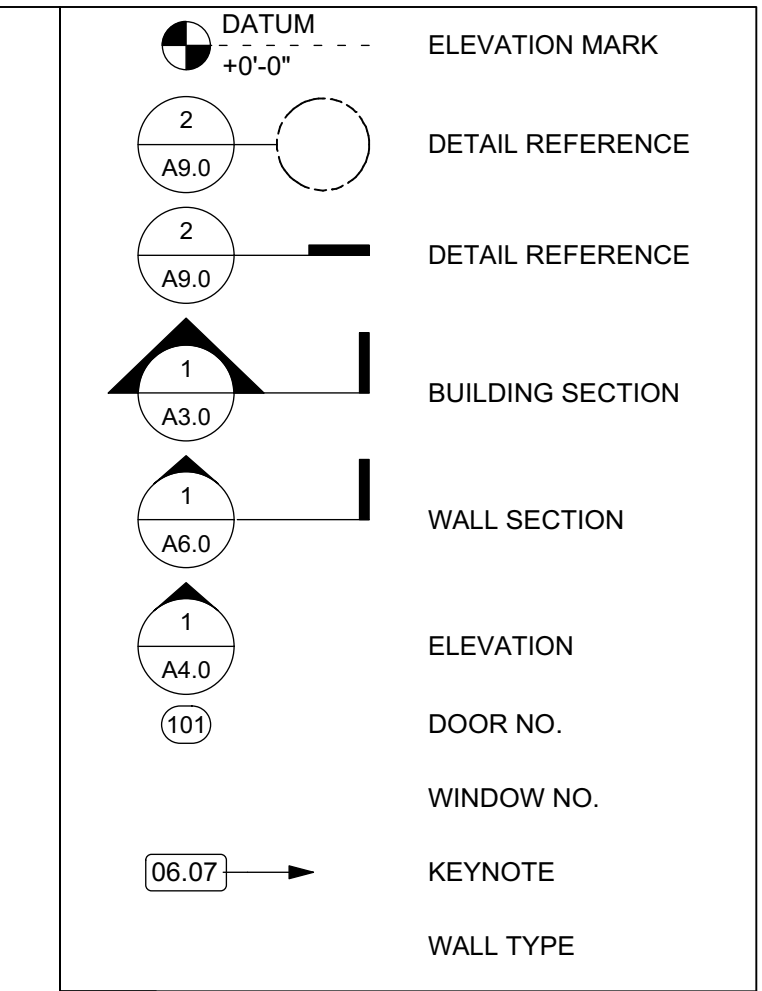 DATUM
+0'-0"
ELEVATION MARK
2
A9.0
DETAIL REFERENCE
2
A9.0
DETAIL REFERENCE
1
A3.0
BUILDING SECTION
1
A6.0
WALL SECTION
1
A4.0
ELEVATION
101
DOOR NO.
WINDOW NO.
06.07
KEYNOTE
WALL TYPE